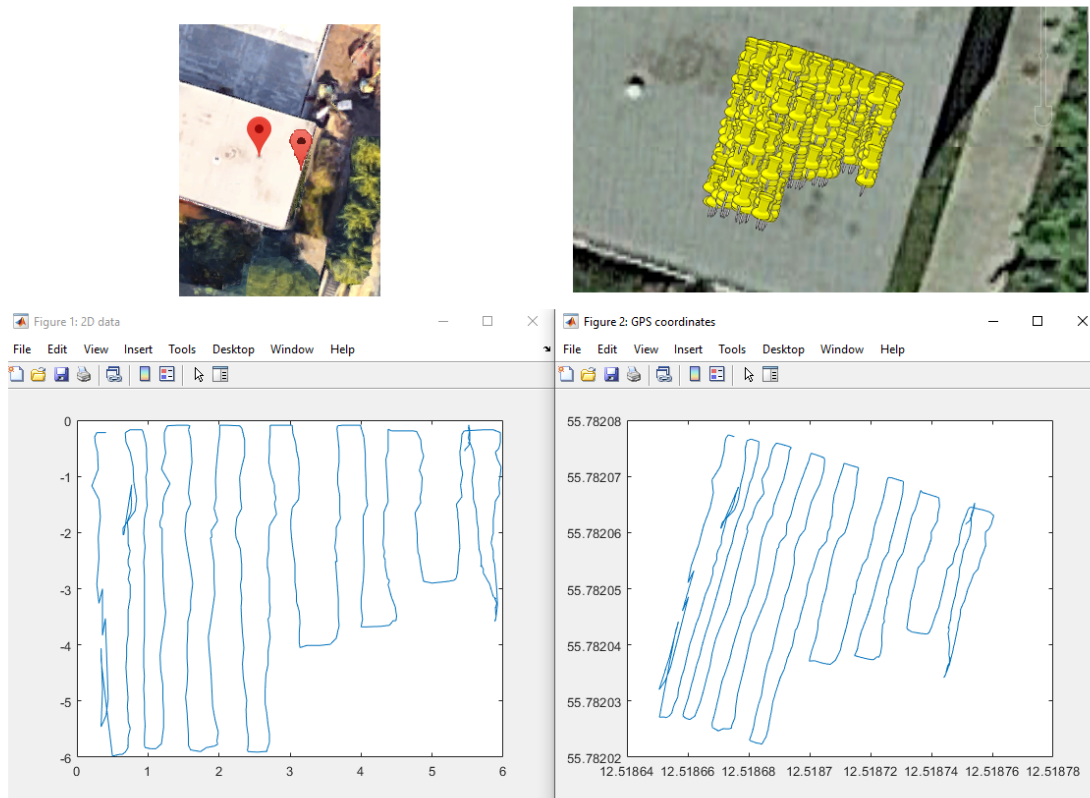 Figure 1: 2D data
File Edit View Insert Tools Desktop Window Help
0
-1
-2
-3
-4
-5
-6
0 1 2 3 4 5 6
Figure 2: GPS coordinates
File Edit View Insert Tools Desktop Window Help
55.78208
55.78207
55.78206
55.78205
55.78204
55.78203
55.78202
12.51864 12.51866 12.51868 12.5187 12.51872 12.51874 12.51876 12.51878